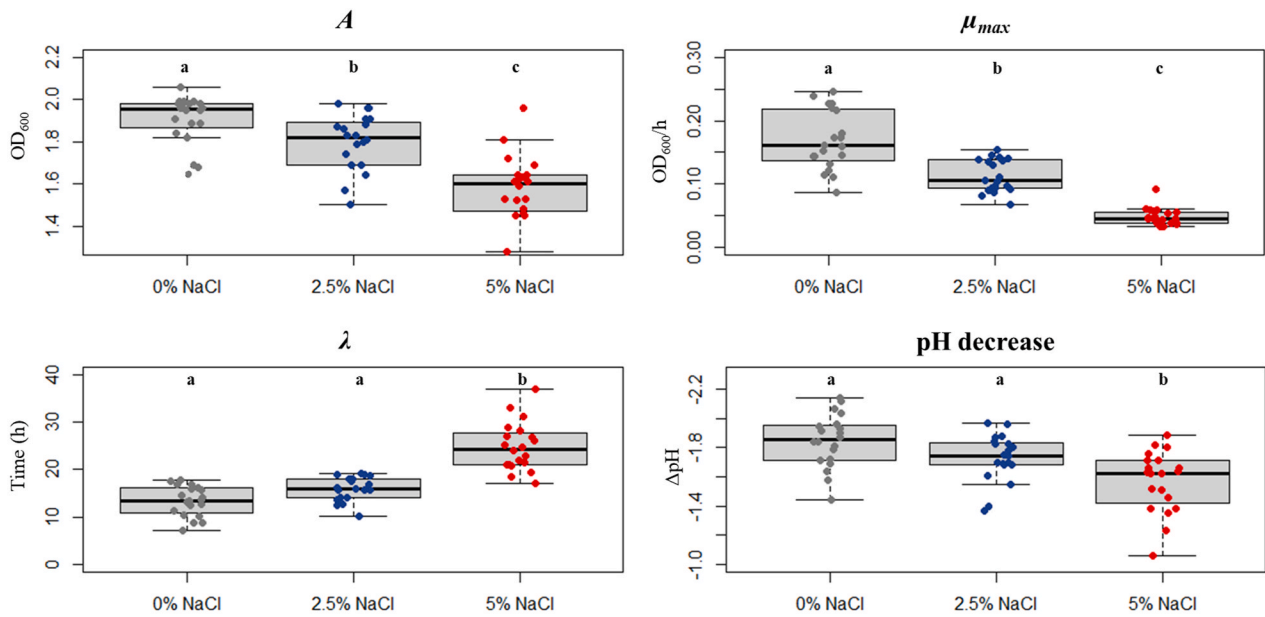 A
OD600
2.2
2.0
1.8
1.6
1.4
a
b
c
0% NaCl
2.5% NaCl
5% NaCl
μmax
OD600/h
0.30
0.20
0.10
0.00
a
b
c
0% NaCl
2.5% NaCl
5% NaCl
λ
Time (h)
40
30
20
10
0
a
a
b
0% NaCl
2.5% NaCl
5% NaCl
pH decrease
ΔpH
-2.2
-1.8
-1.4
-1.0
a
a
b
0% NaCl
2.5% NaCl
5% NaCl